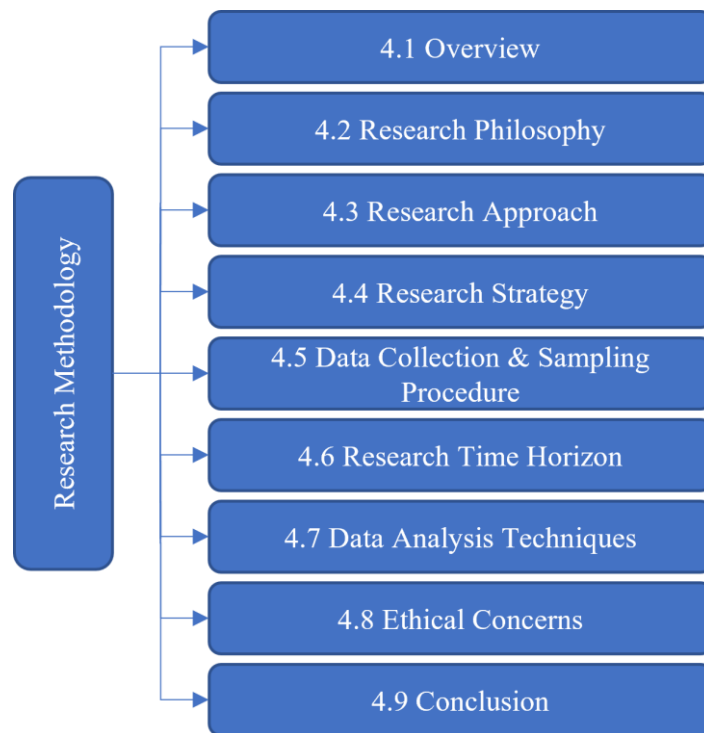 Research Methodology
4.1 Overview
4.2 Research Philosophy
4.3 Research Approach
4.4 Research Strategy
4.5 Data Collection & Sampling
Procedure
4.6 Research Time Horizon
4.7 Data Analysis Techniques
4.8 Ethical Concerns
4.9 Conclusion